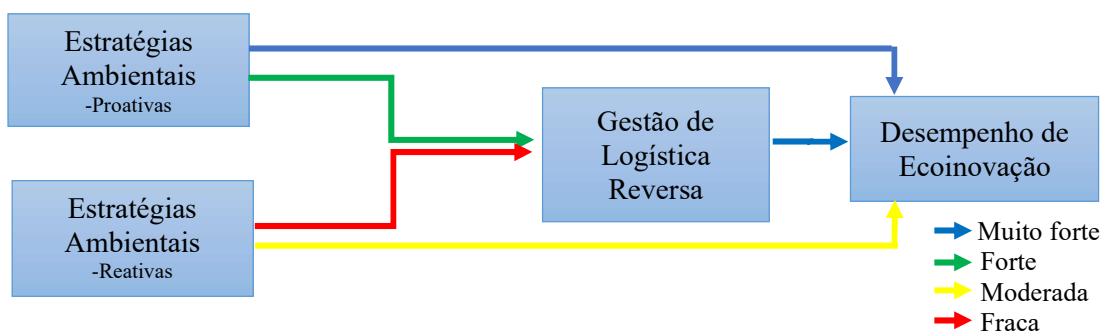 Estratégias
Ambientais
-Proativas
Gestão de
Logística
Reversa
Desempenho de
Ecoinovação
Estratégias
Ambientais
-Reativas
Muito forte
Forte
Moderada
Fraca